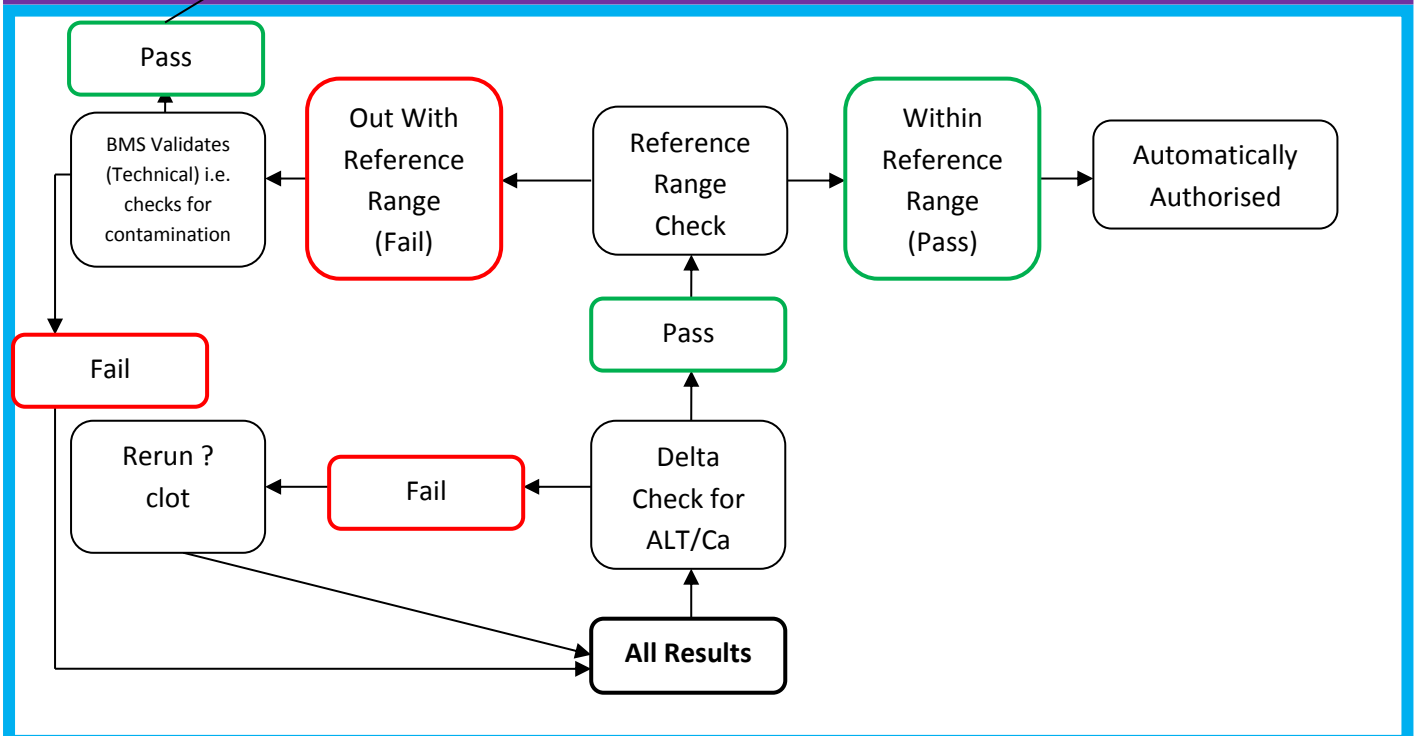 Pass
BMS Validates
(Technical) i.e.
checks for
contamination
Out With
Reference
Range
(Fail)
Reference
Range
Check
Within
Reference
Range
(Pass)
Automatically
Authorised
Pass
Fail
Rerun ?
clot
Fail
Delta
Check for
ALT/Ca
All Results